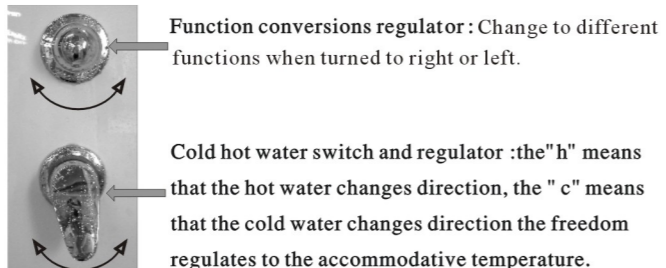 Function conversions regulator : Change to different
functions when turned to right or left.
Cold hot water switch and regulator :the"h" means
that the hot water changes direction, the " c" means
that the cold water changes direction the freedom
regulates to the accommodative temperature.